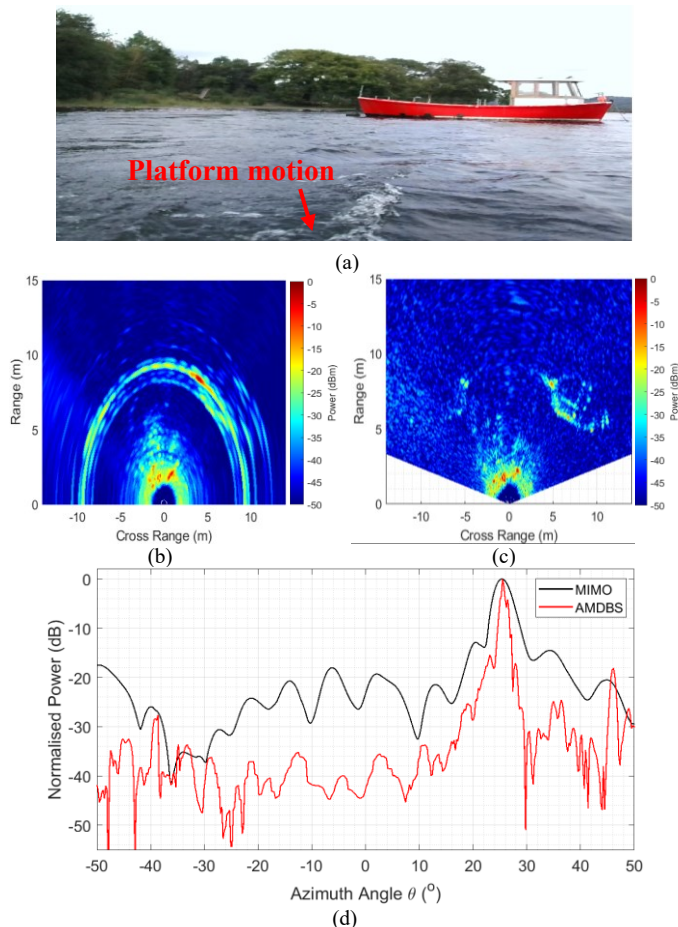 Platform motion
(a)
15
10
5
0
Range (m)
-10 -5 0 5 10
Cross Range (m)
0
-5
-10
-15
-20
-25
-30
-35
-40
-45
-50
Power (dBm)
(b)
15
10
5
0
Range (m)
-10 -5 0 5 10
Cross Range (m)
0
-5
-10
-15
-20
-25
-30
-35
-40
-45
-50
Power (dBm)
(c)
0
-10
-20
-30
-40
-50
Normalised Power (dB)
MIMO
AMDBS
-50 -40 -30 -20 -10 0 10 20 30 40 50
Azimuth Angle θ (°)
(d)